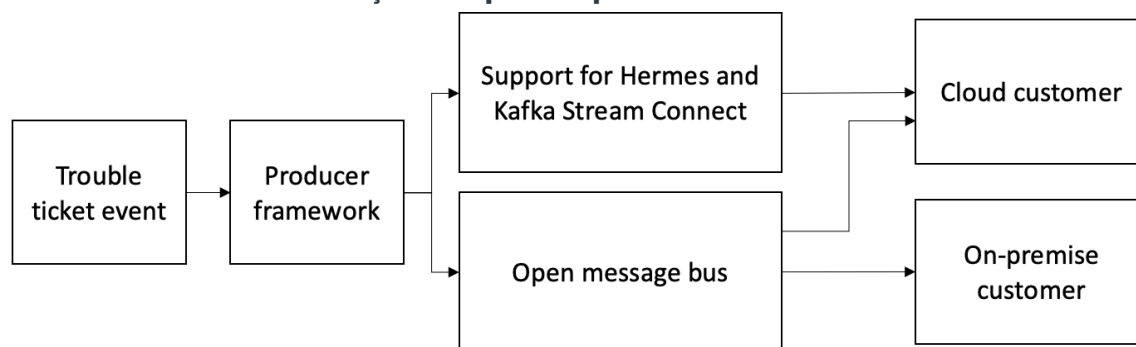 Trouble
ticket event
Producer
framework
Support for Hermes and
Kafka Stream Connect
Open message bus
Cloud customer
On-premise
customer